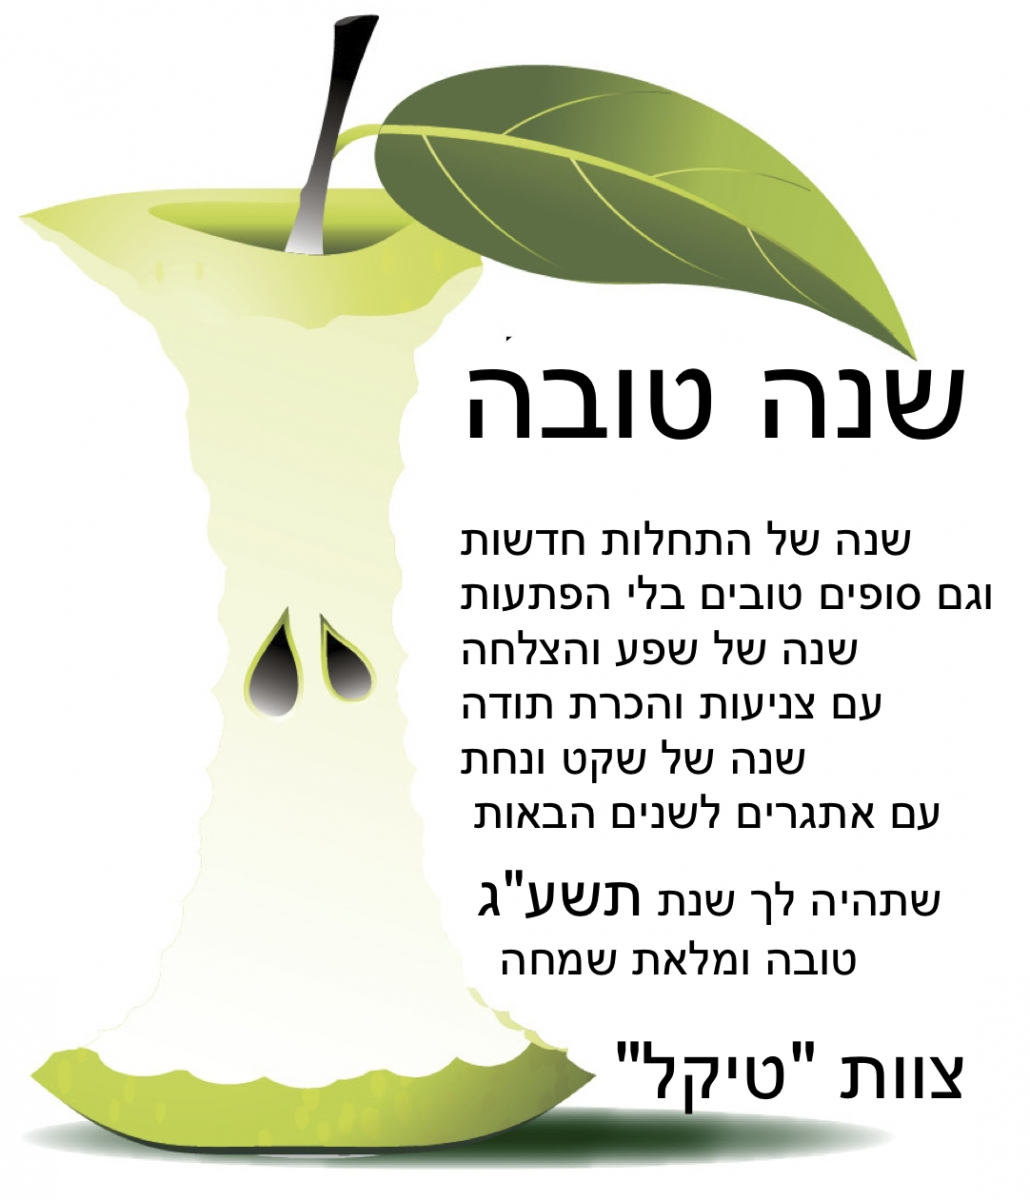 שנה טובה
שנה של התחלות חדשות
וגם סופים טובים בלי הפתעות
שנה של שפע והצלחה
עם צניעות והכרת תודה
שנה של שקט ונחת
עם אתגרים לשנים הבאות
שתהיה לך שנת תשע"ג
טובה ומלאת שמחה
צוות "טיקל"